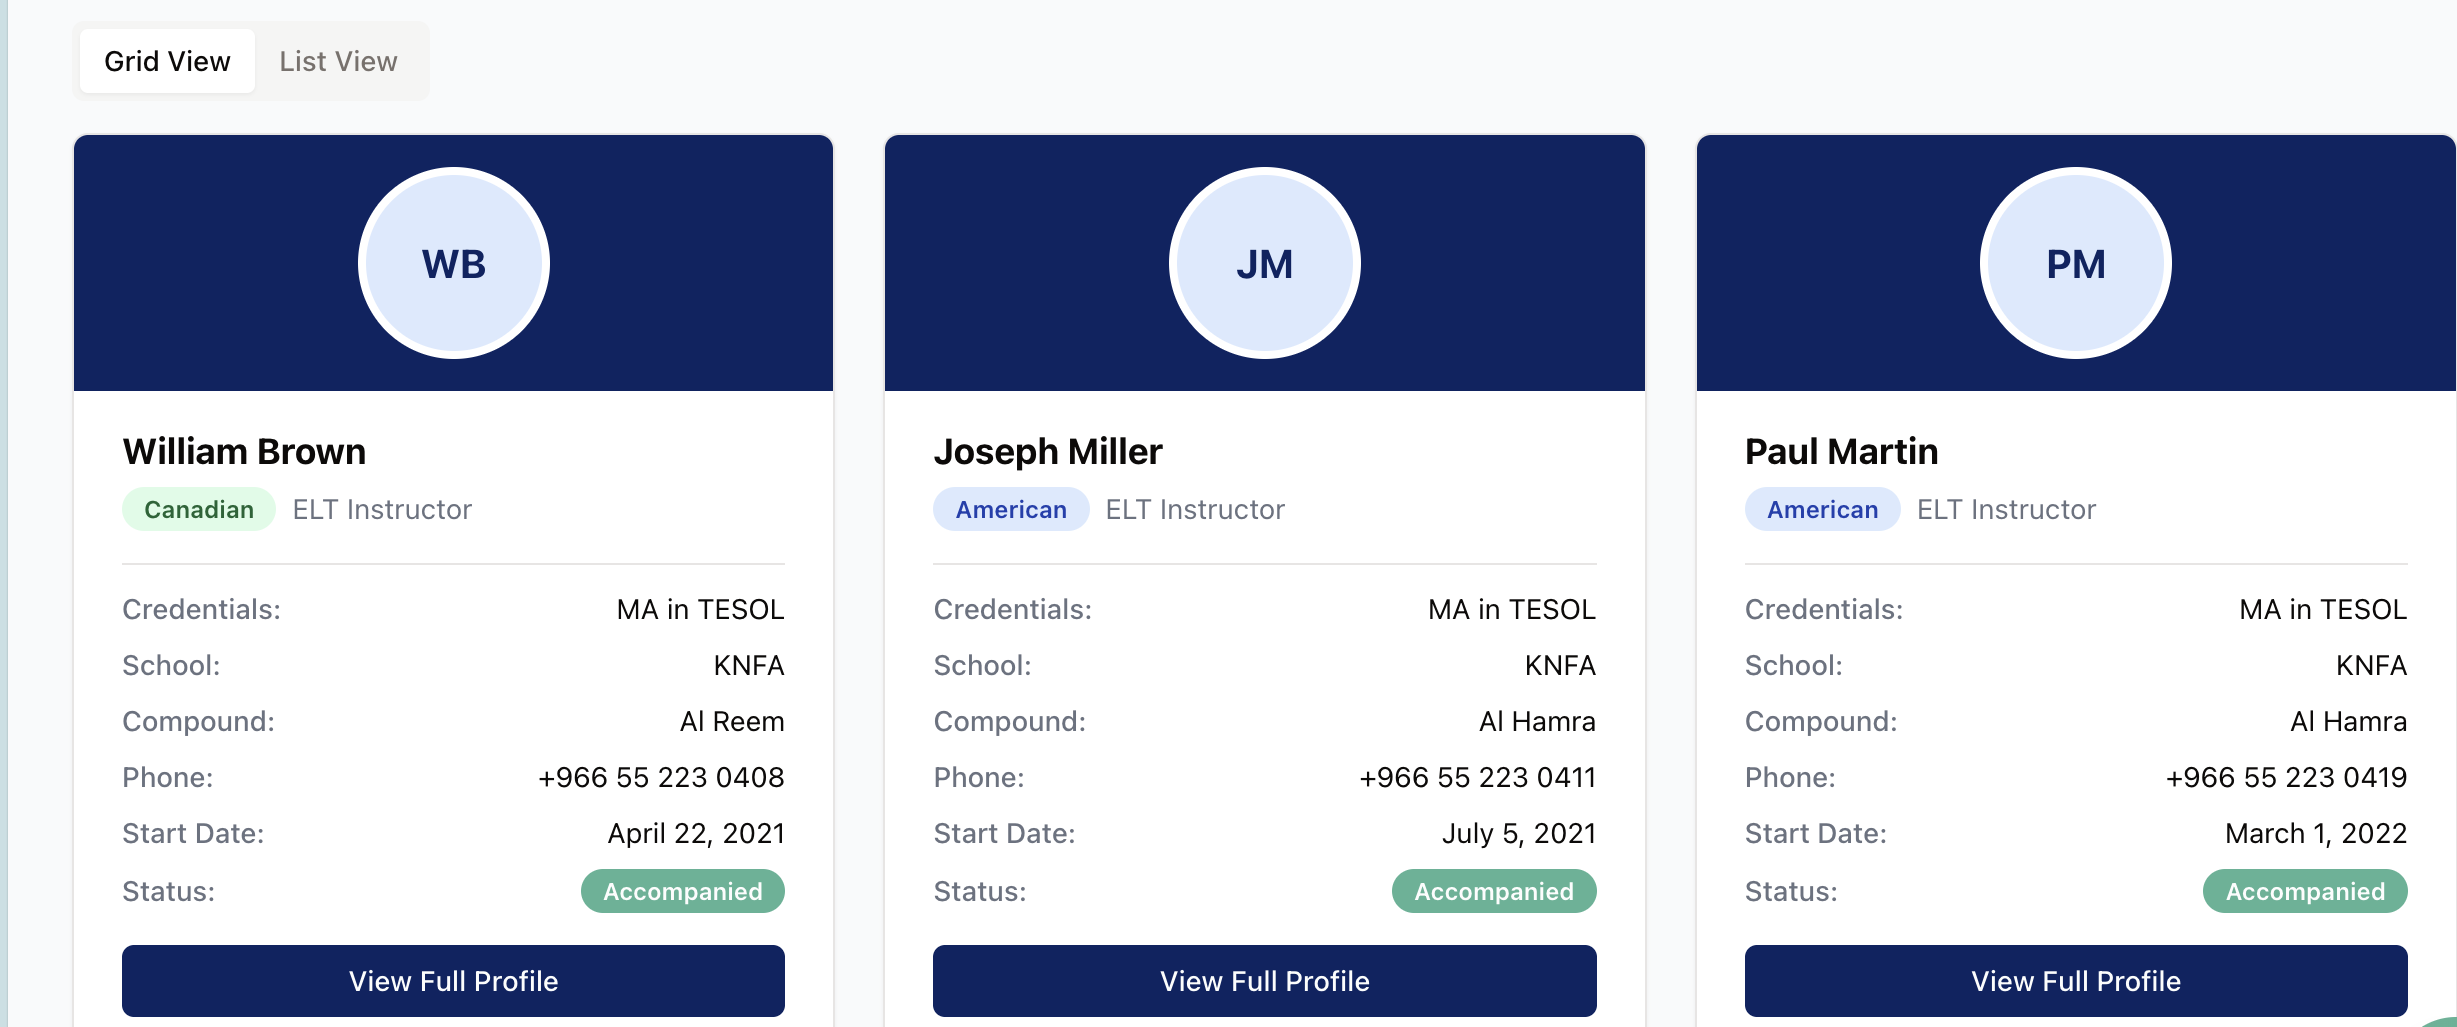 Grid View
List View
WB
William Brown
Canadian ELT Instructor
Credentials: MA in TESOL
School: KNFA
Compound: Al Reem
Phone: +966 55 223 0408
Start Date: April 22, 2021
Status: Accompanied
View Full Profile
JM
Joseph Miller
American ELT Instructor
Credentials: MA in TESOL
School: KNFA
Compound: Al Hamra
Phone: +966 55 223 0411
Start Date: July 5, 2021
Status: Accompanied
View Full Profile
PM
Paul Martin
American ELT Instructor
Credentials: MA in TESOL
School: KNFA
Compound: Al Hamra
Phone: +966 55 223 0419
Start Date: March 1, 2022
Status: Accompanied
View Full Profile